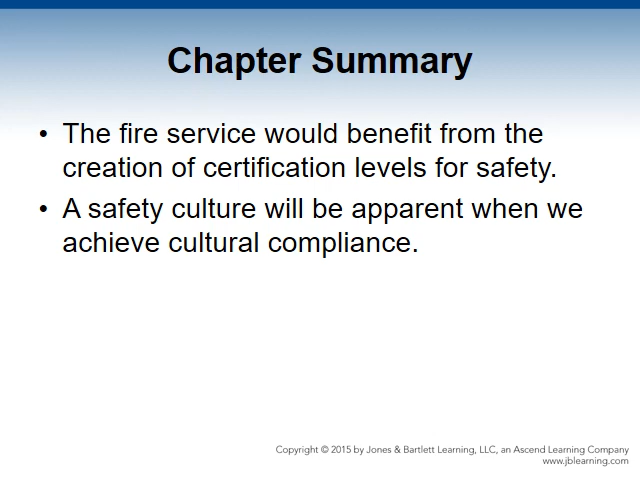 Chapter Summary
• The fire service would benefit from the
creation of certification levels for safety.
• A safety culture will be apparent when we
achieve cultural compliance.
Copyright © 2015 by Jones & Bartlett Learning, LLC, an Ascend Learning Company
www.jblearning.com